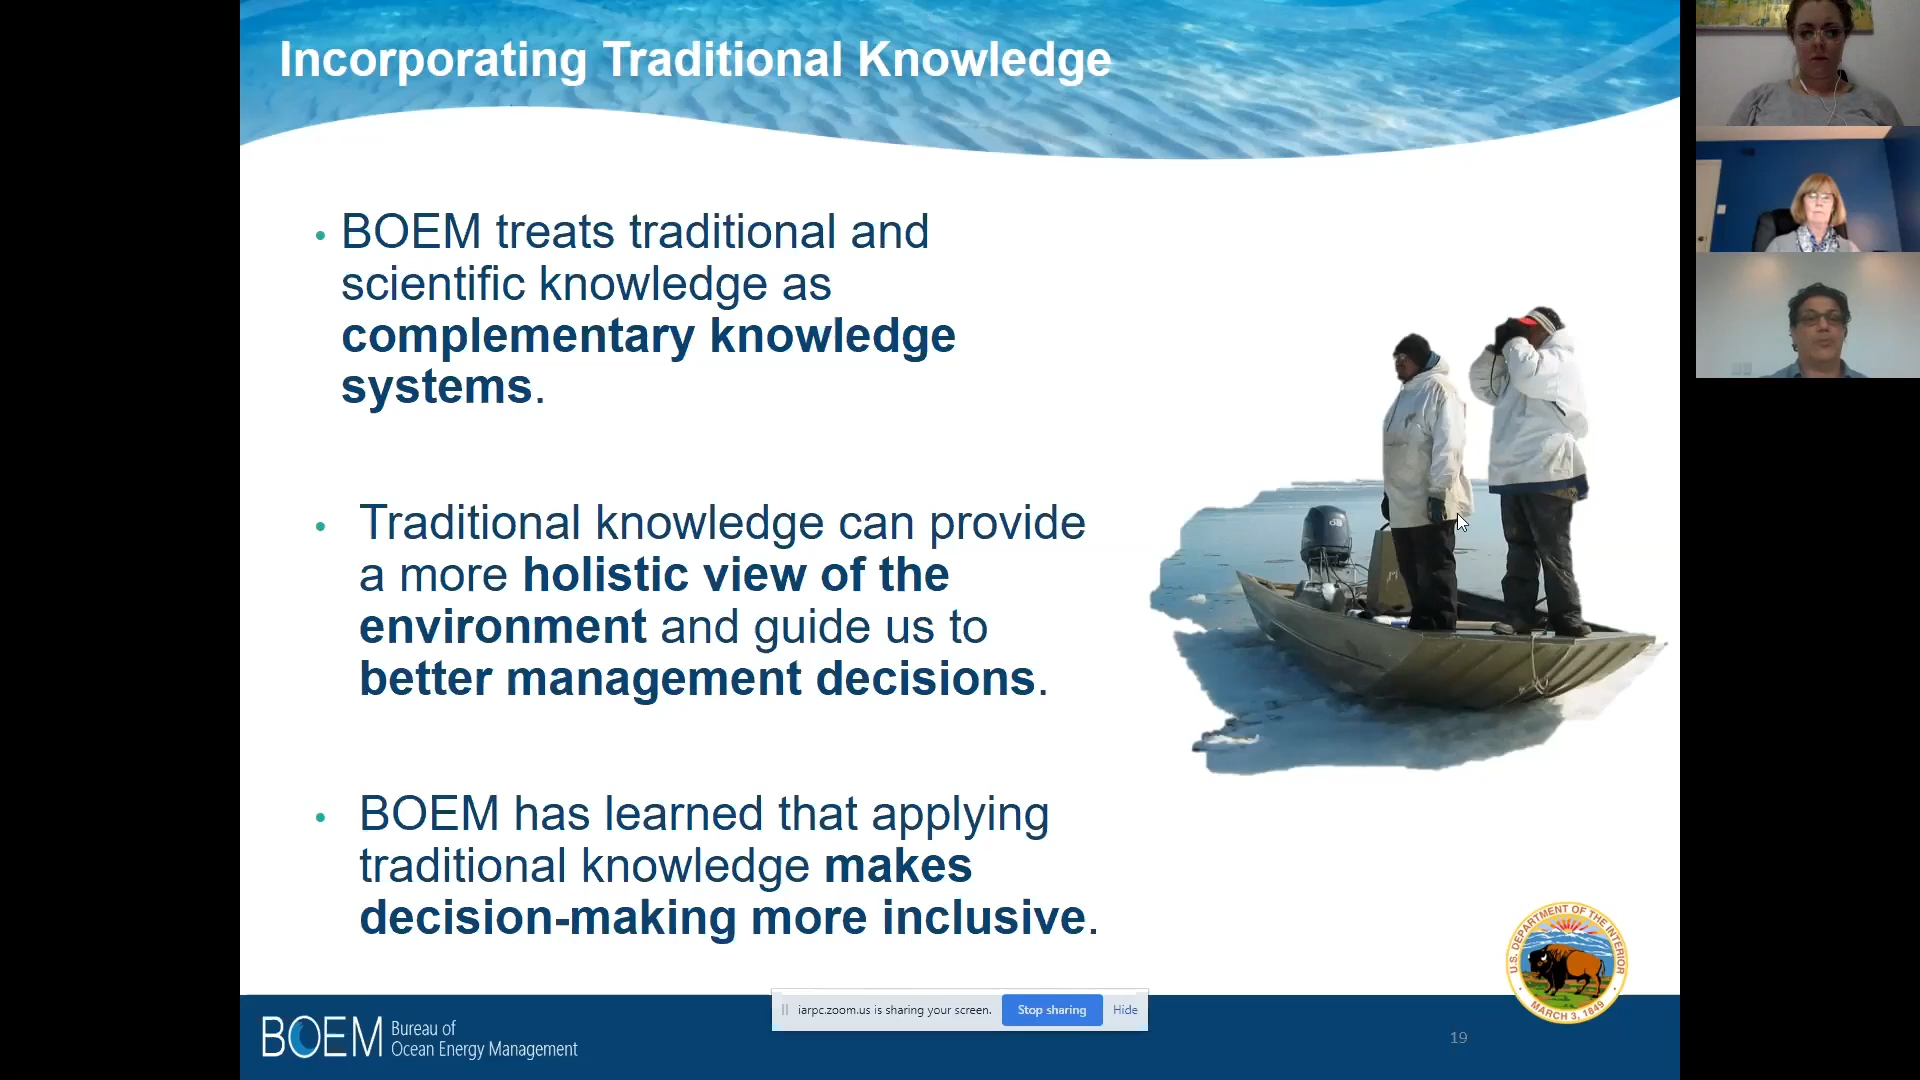 Incorporating Traditional Knowledge
• BOEM treats traditional and
scientific knowledge as
complementary knowledge
systems.
• Traditional knowledge can provide
a more holistic view of the
environment and guide us to
better management decisions.
• BOEM has learned that applying
traditional knowledge makes
decision-making more inclusive.
U.S. DEPARTMENT OF THE INTERIOR
MARCH 3, 1849
iarpc.zoom.us is sharing your screen. Stop sharing Hide
BOEM Bureau of
Ocean Energy Management
19